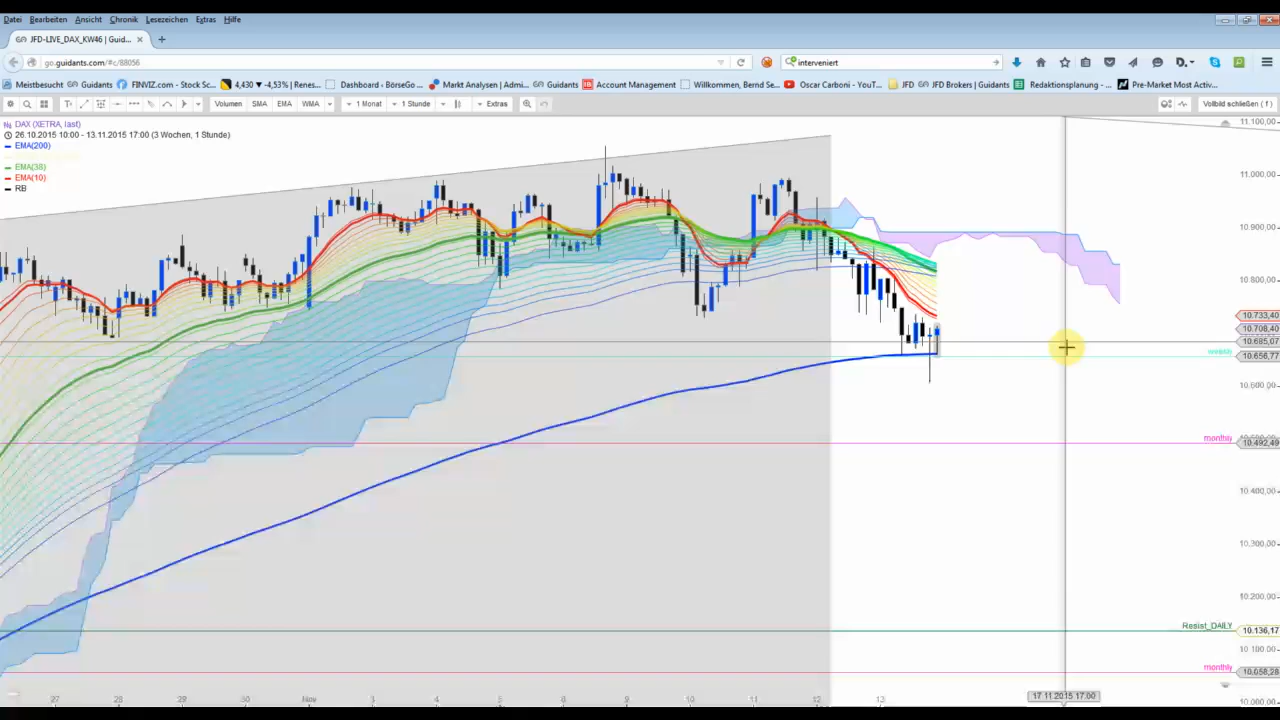 Datei Bearbeiten Ansicht Chronik Lesezeichen Extras Hilfe
JFD-LIVE_DAX_KW46 | Guid...
go.guidants.com/#c/88056
interveniert
Meistbesucht Guidants FINVIZ.com - Stock Sc... 4,430 ▼ -4,53% | Renes... Dashboard - BörseGo ... Markt Analysen | Admi... Guidants Account Management Willkommen, Bernd Se... Oscar Carboni - YouT... JFD JFD Brokers | Guidants Redaktionsplanung - ... Pre-Market Most Activ...
Volumen SMA EMA WMA 1 Monat 1 Stunde Extras Vollbild schließen ( f )
DAX (XETRA, last)
26.10.2015 10:00 - 13.11.2015 17:00 (3 Wochen, 1 Stunde)
EMA(200)
EMA(38)
EMA(10)
RB
11.100,00
11.000,00
10.900,00
10.800,00
10.733,40
10.708,40
10.685,07
10.656,77
10.600,00
monthly
10.492,49
10.400,00
10.300,00
10.200,00
Resist_DAILY
10.136,17
10.100,00
monthly
10.058,28
10.000,00
27 28 29 30 Nov 3 4 5 6 7 8 9 10 11 12 13
17.11.2015 17:00